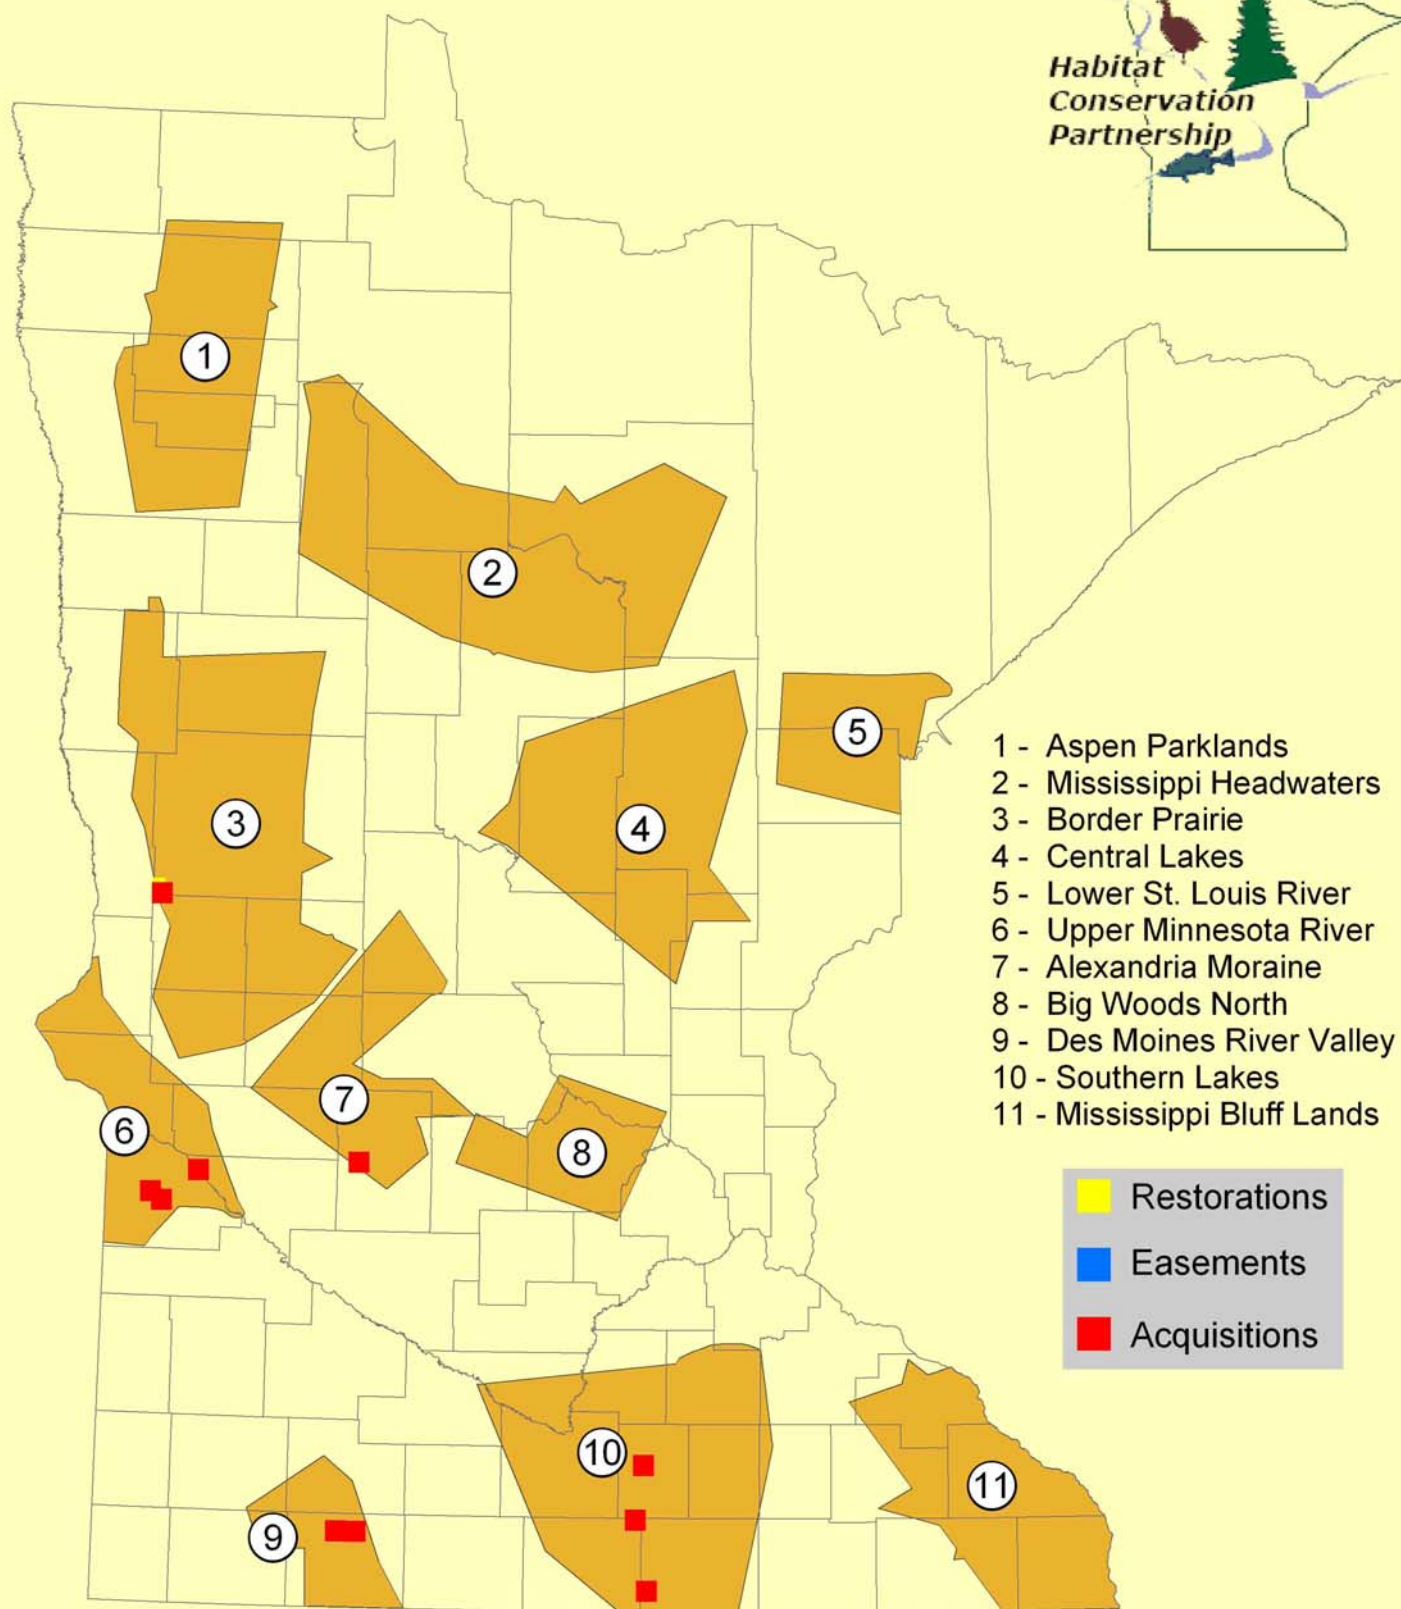 Habitat
Conservation
Partnership
1
2
3
4
5
6
7
8
9
10
11
1 - Aspen Parklands
2 - Mississippi Headwaters
3 - Border Prairie
4 - Central Lakes
5 - Lower St. Louis River
6 - Upper Minnesota River
7 - Alexandria Moraine
8 - Big Woods North
9 - Des Moines River Valley
10 - Southern Lakes
11 - Mississippi Bluff Lands
Restorations
Easements
Acquisitions